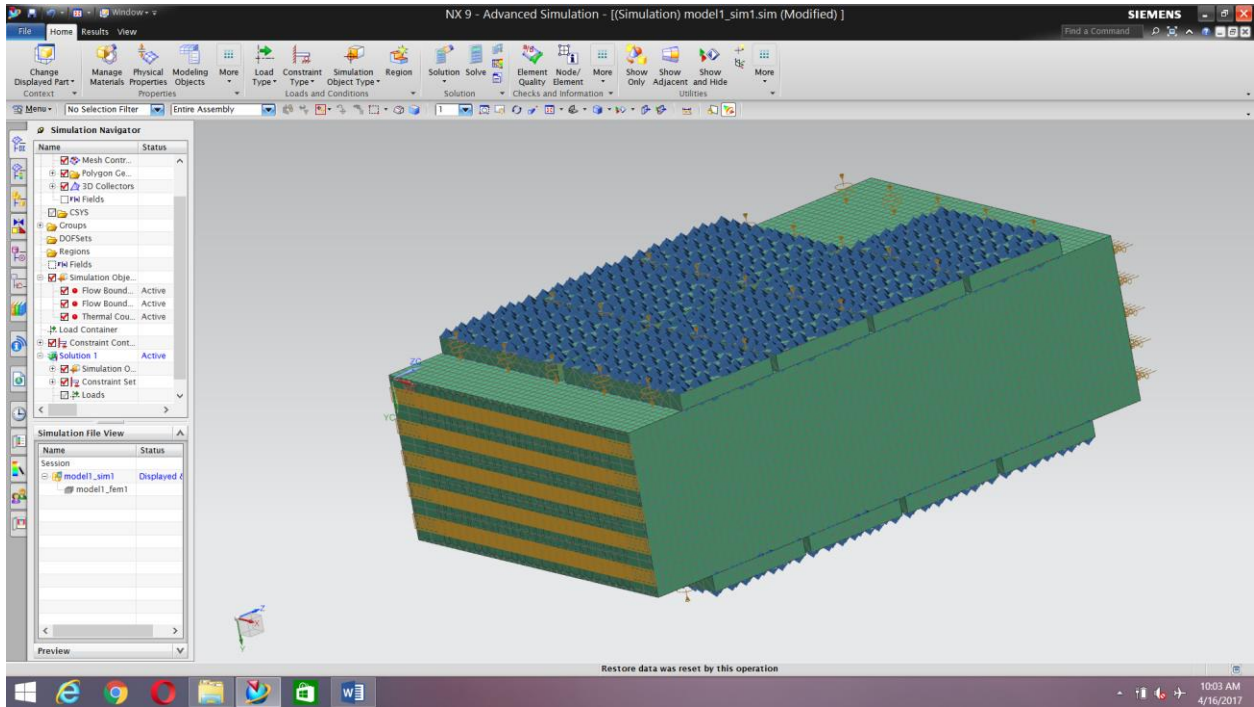 Window
NX 9 - Advanced Simulation - [(Simulation) model1_sim1.sim (Modified) ]
SIEMENS
File Home Results View
Find a Command
Change Displayed Part
Manage Materials
Physical Properties
Modeling Objects
More
Load Type
Constraint Type
Simulation Object Type
Region
Solution
Solve
Element Quality
Node/ Element
More
Show Only
Show Adjacent
Show and Hide
More
Context
Properties
Loads and Conditions
Solution
Checks and Information
Utilities
Menu
No Selection Filter
Entire Assembly
1
Simulation Navigator
Name Status
Mesh Contr...
Polygon Ge...
3D Collectors
Fields
CSYS
Groups
DOFSets
Regions
Fields
Simulation Obje...
Flow Bound... Active
Flow Bound... Active
Thermal Cou... Active
Load Container
Constraint Cont...
Solution 1 Active
Simulation O...
Constraint Set
Loads
Simulation File View
Name Status
Session
model1_sim1 Displayed &
model1_fem1
Preview
ZC
YC
Z
X
Y
Restore data was reset by this operation
10:03 AM
4/16/2017